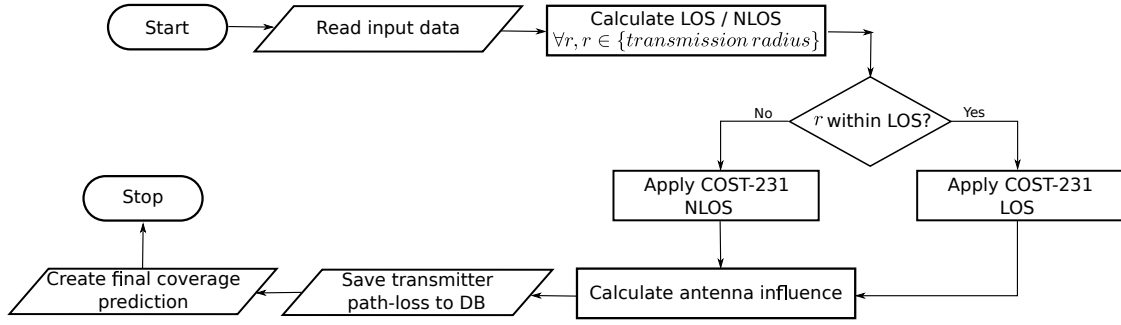 Start
Read input data
Calculate LOS / NLOS
∀r, r ∈ {transmission radius}
r within LOS?
No
Yes
Apply COST-231
NLOS
Apply COST-231
LOS
Calculate antenna influence
Save transmitter
path-loss to DB
Create final coverage
prediction
Stop